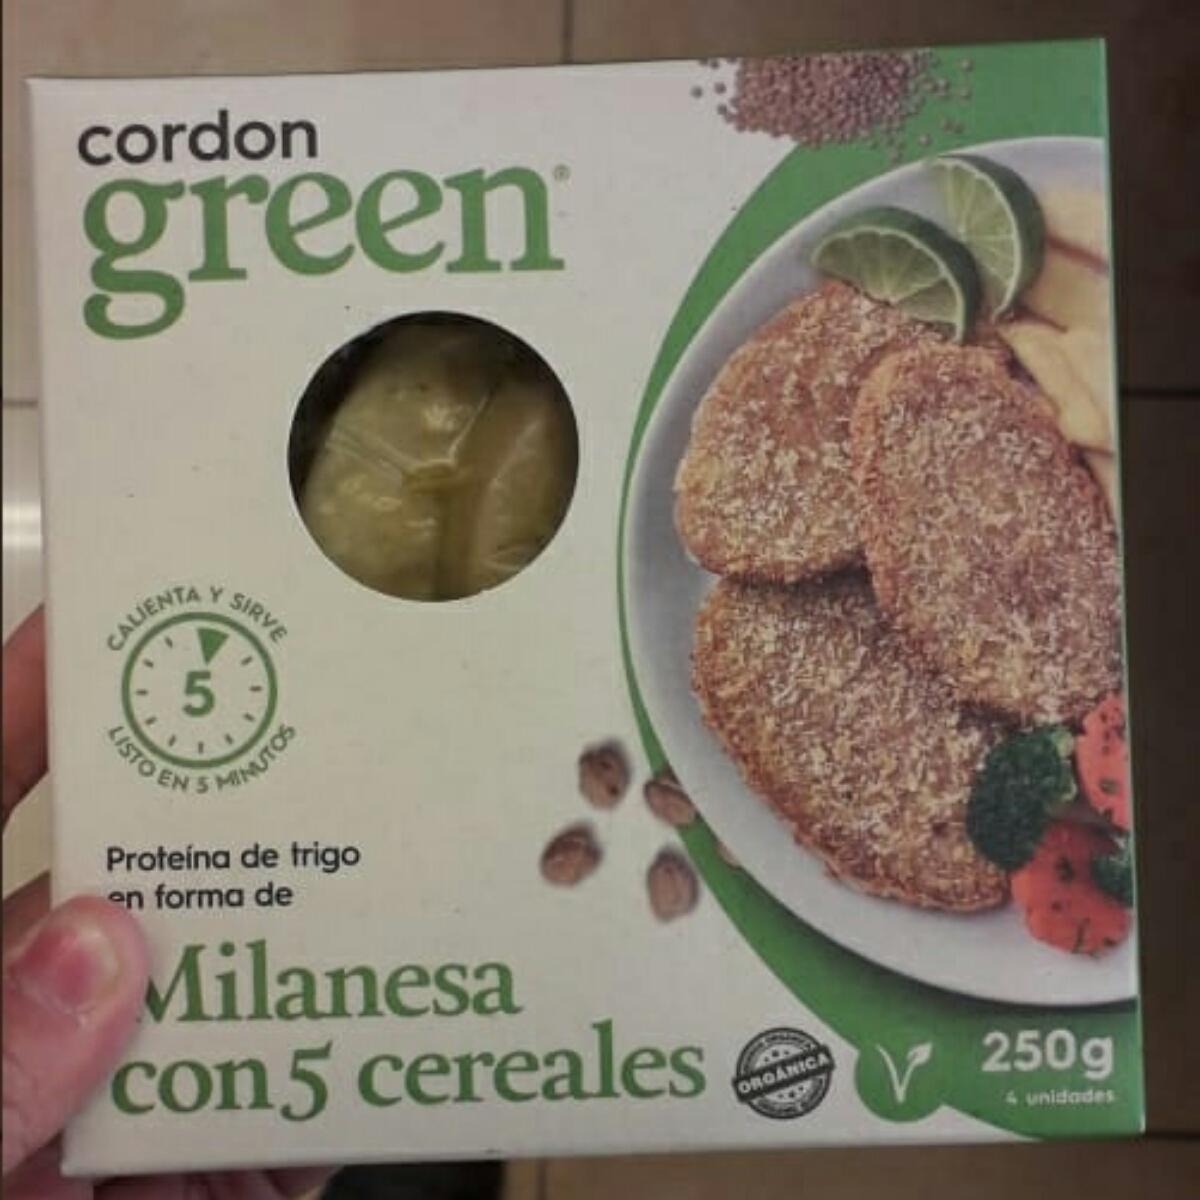 cordon
green®
CALIENTA Y SIRVE
5
LISTO EN 5 MINUTOS
Proteína de trigo
en forma de
Milanesa
con 5 cereales
ORGÁNICA
250g
4 unidades